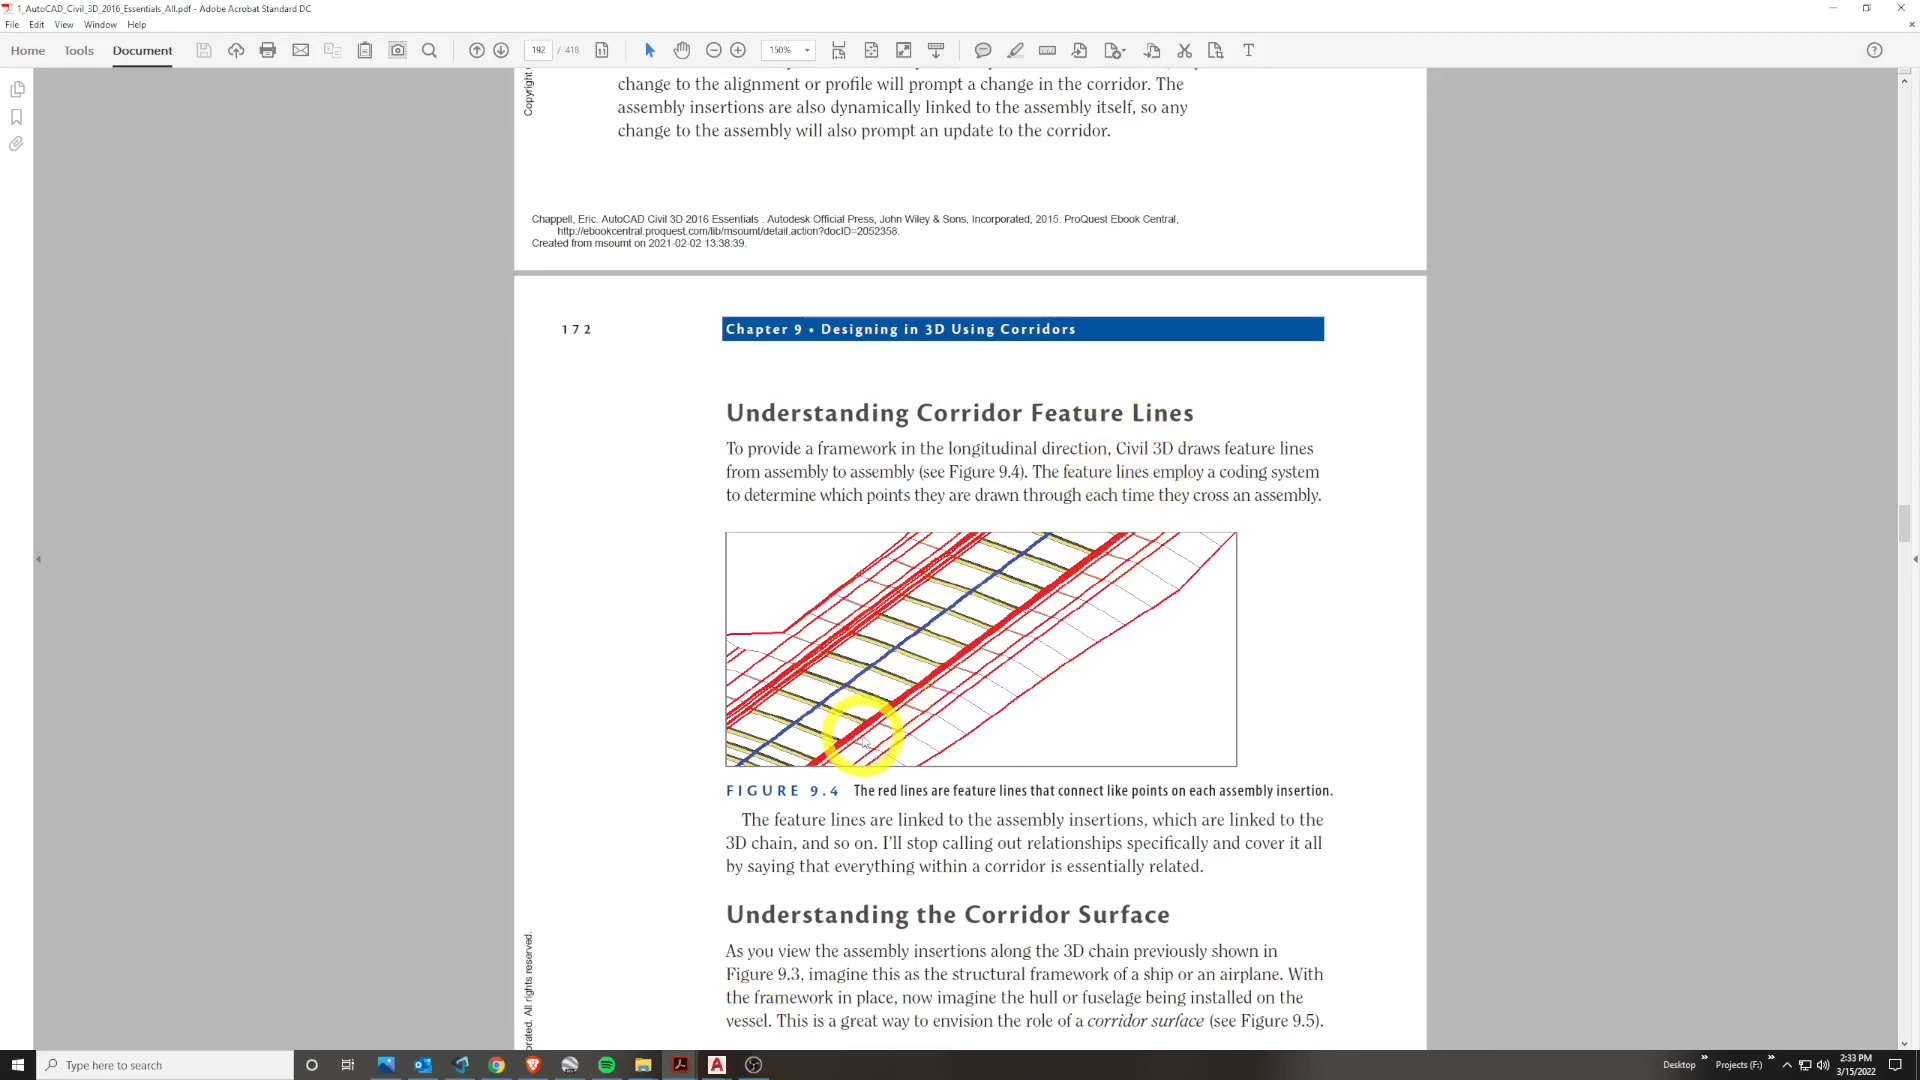 1_AutoCAD_Civil_3D_2016_Essentials_All.pdf - Adobe Acrobat Standard DC
File Edit View Window Help
Home Tools Document 192 / 418 150%
change to the alignment or profile will prompt a change in the corridor. The
assembly insertions are also dynamically linked to the assembly itself, so any
change to the assembly will also prompt an update to the corridor.
Copyright
Chappell, Eric. AutoCAD Civil 3D 2016 Essentials : Autodesk Official Press, John Wiley & Sons, Incorporated, 2015. ProQuest Ebook Central,
http://ebookcentral.proquest.com/lib/msoumt/detail.action?docID=2052358.
Created from msoumt on 2021-02-02 13:38:39.
172
Chapter 9 • Designing in 3D Using Corridors
Understanding Corridor Feature Lines
To provide a framework in the longitudinal direction, Civil 3D draws feature lines
from assembly to assembly (see Figure 9.4). The feature lines employ a coding system
to determine which points they are drawn through each time they cross an assembly.
FIGURE 9.4 The red lines are feature lines that connect like points on each assembly insertion.
The feature lines are linked to the assembly insertions, which are linked to the
3D chain, and so on. I'll stop calling out relationships specifically and cover it all
by saying that everything within a corridor is essentially related.
Understanding the Corridor Surface
As you view the assembly insertions along the 3D chain previously shown in
Figure 9.3, imagine this as the structural framework of a ship or an airplane. With
the framework in place, now imagine the hull or fuselage being installed on the
vessel. This is a great way to envision the role of a corridor surface (see Figure 9.5).
orated. All rights reserved.
Type here to search
Desktop
Projects (F:)
2:33 PM
3/15/2022